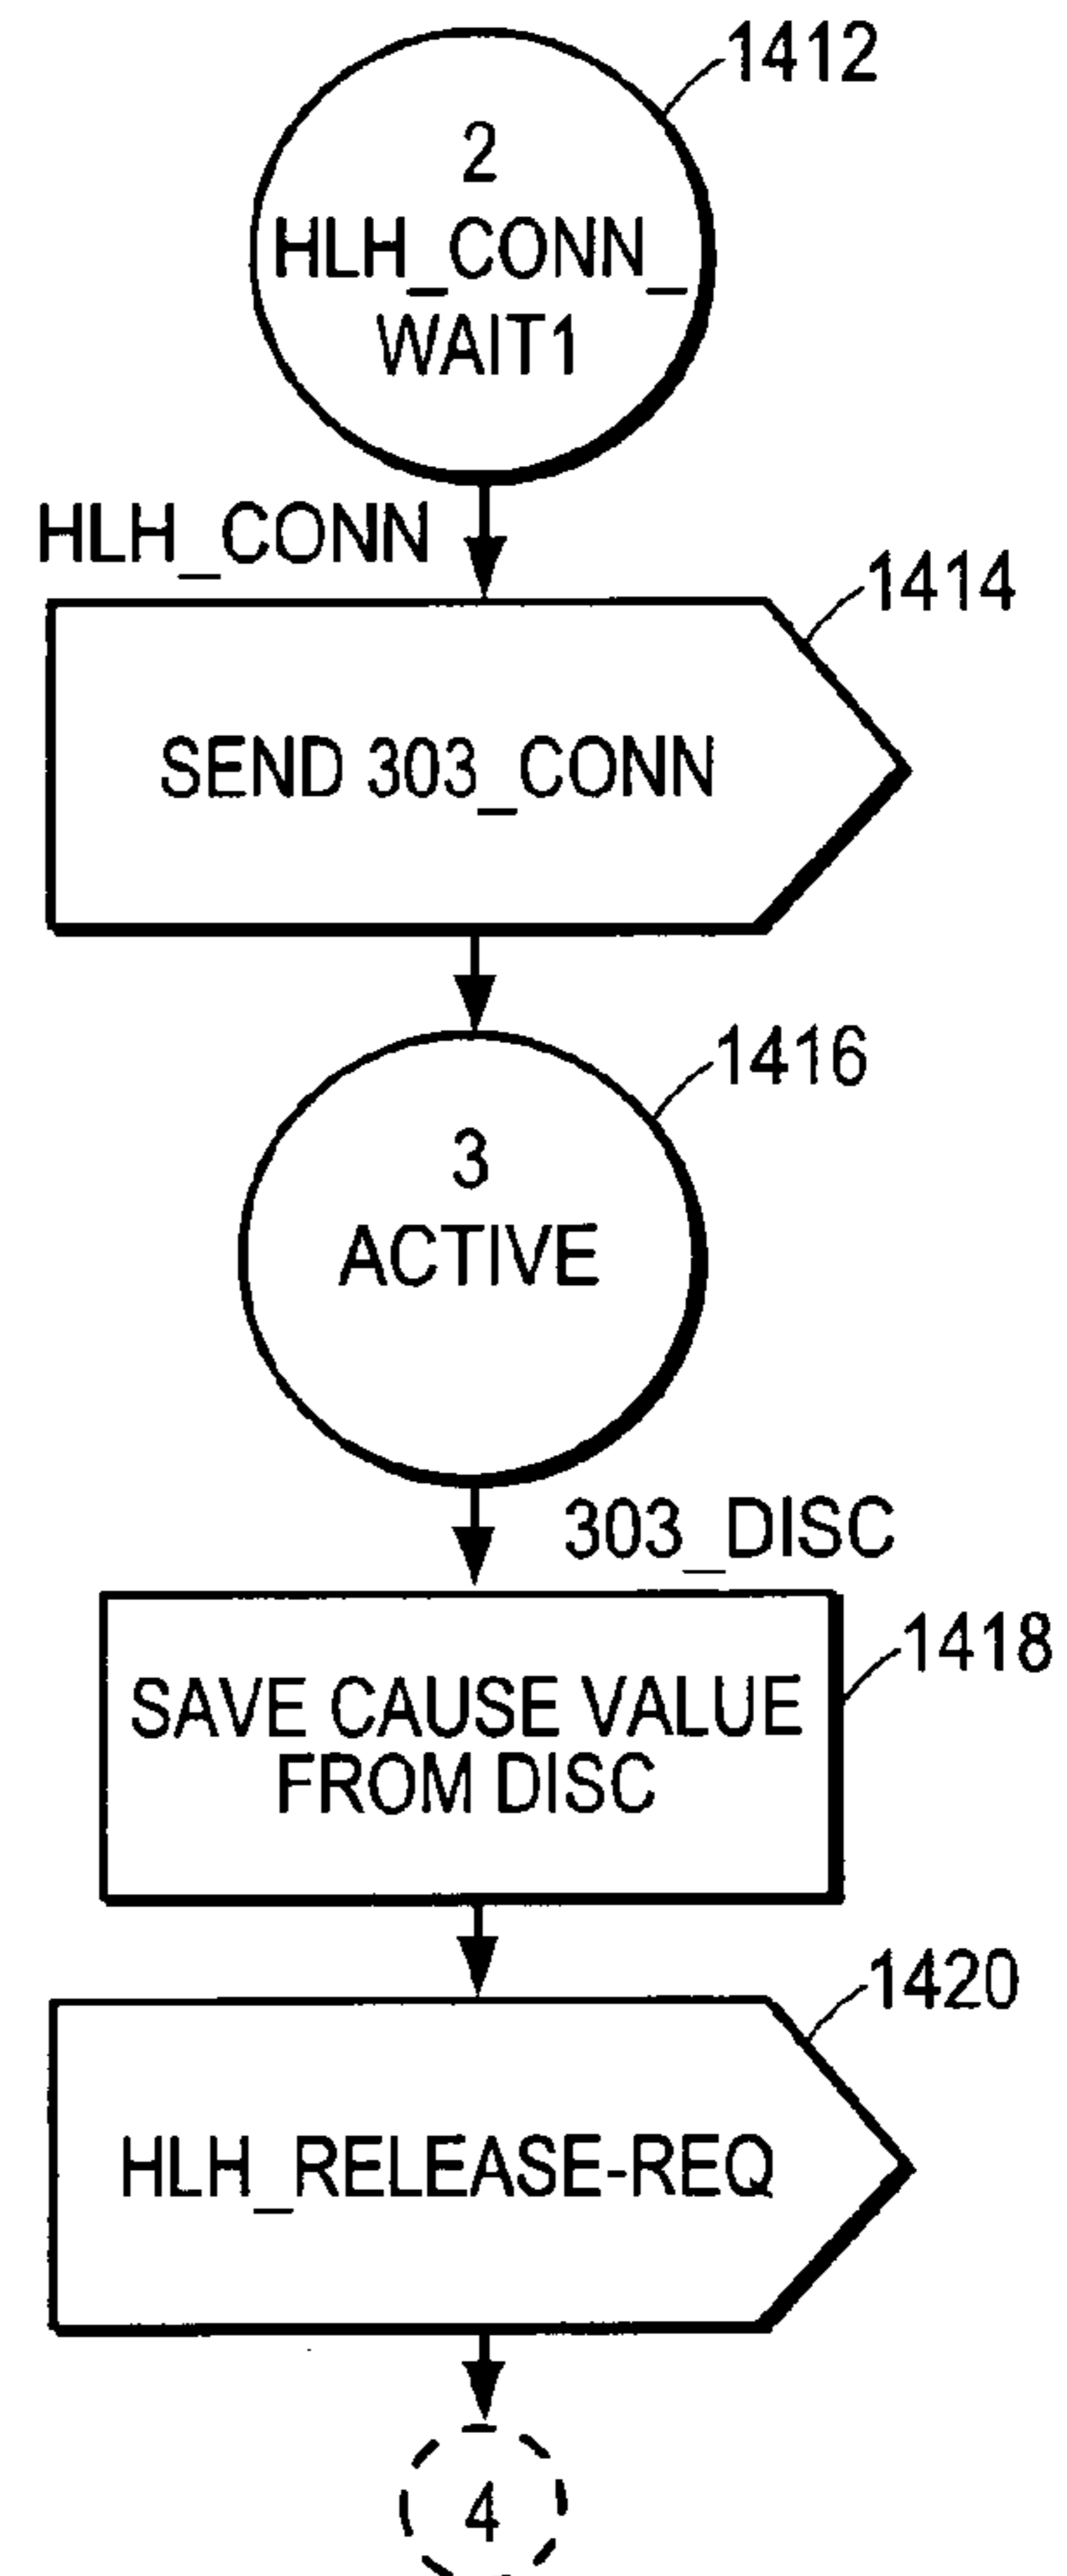 1412
2
HLH_CONN_
WAIT1
HLH_CONN
1414
SEND 303_CONN
1416
3
ACTIVE
303_DISC
1418
SAVE CAUSE VALUE
FROM DISC
1420
HLH_RELEASE-REQ
4